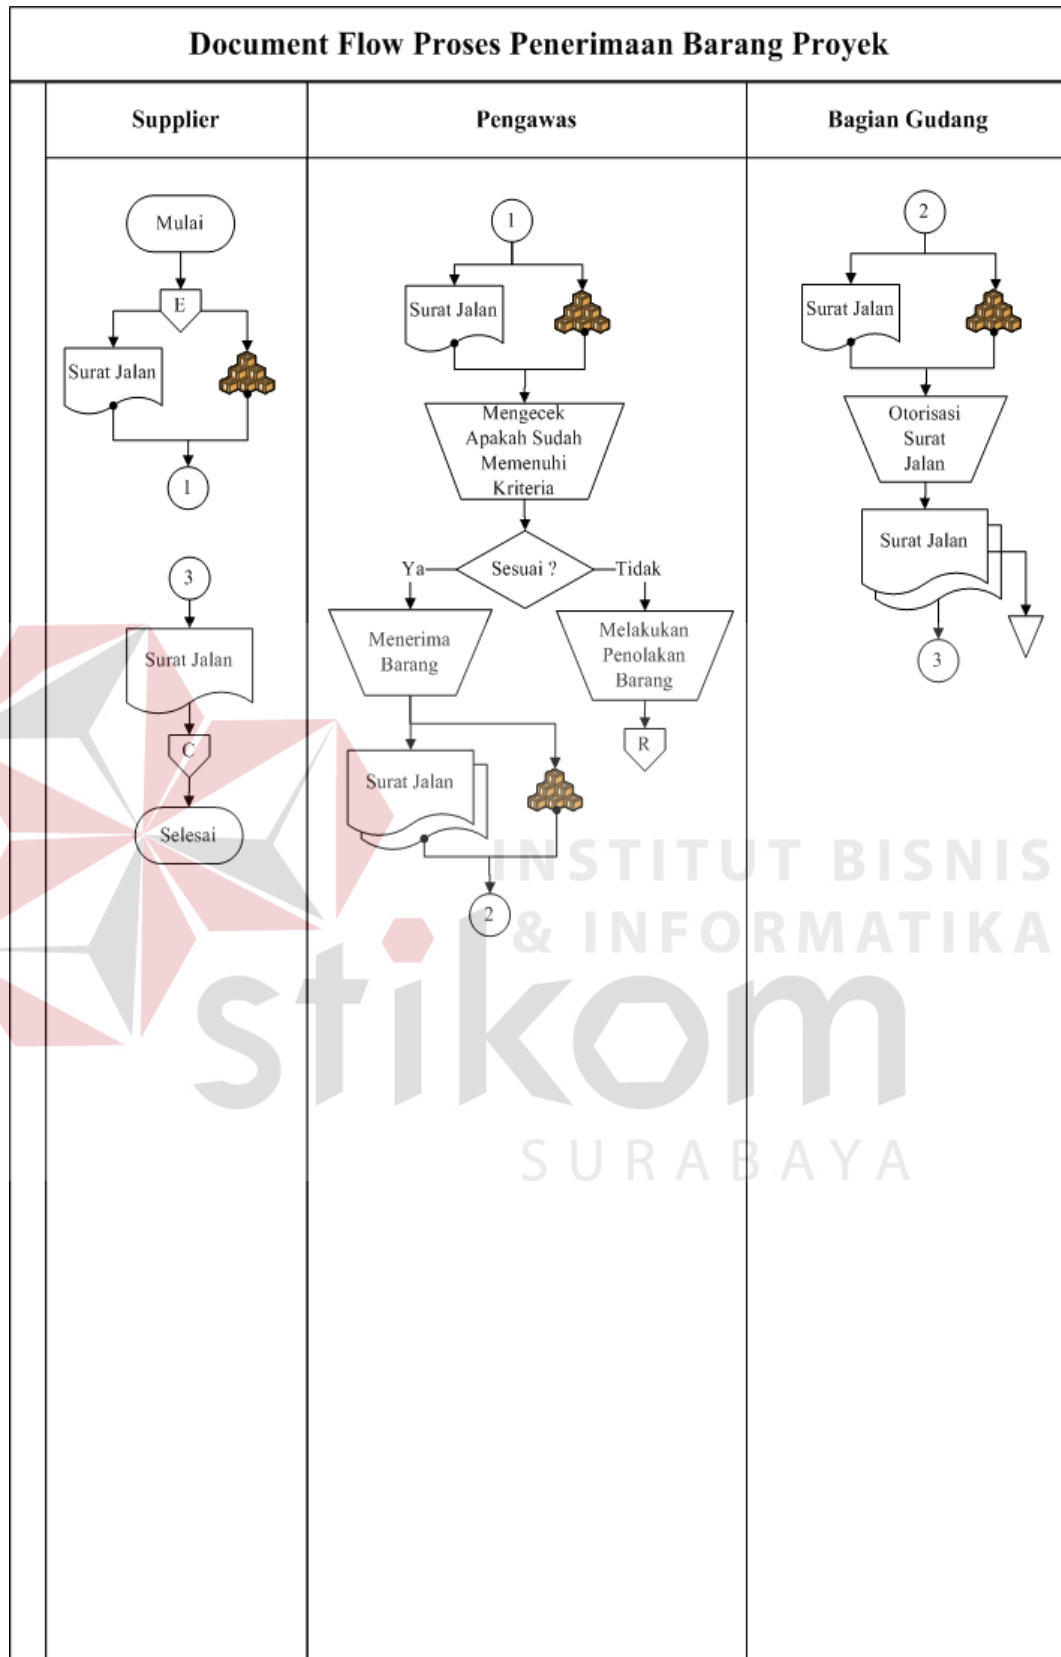 Document Flow Proses Penerimaan Barang Proyek
Supplier
Pengawas
Bagian Gudang
Mulai
E
Surat Jalan
1
3
Surat Jalan
C
Selesai
1
Surat Jalan
Mengecek
Apakah Sudah
Memenuhi
Kriteria
Sesuai ?
Ya
Tidak
Menerima
Barang
Melakukan
Penolakan
Barang
R
Surat Jalan
2
2
Surat Jalan
Otorisasi
Surat
Jalan
Surat Jalan
3
INSTITUT BISNIS
& INFORMATIKA
stikom
SURABAYA